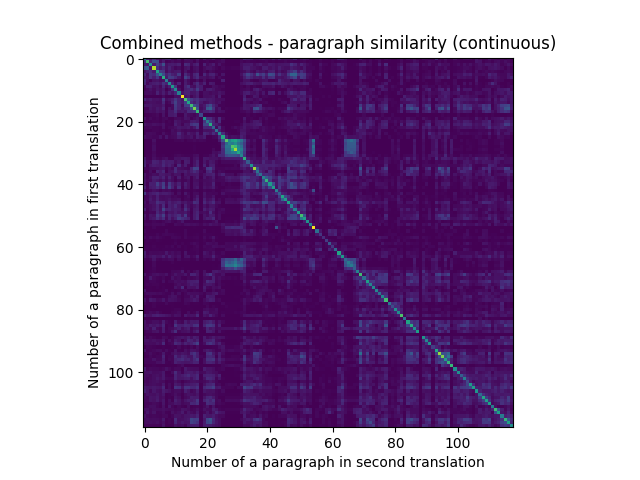 Combined methods - paragraph similarity (continuous)
Number of a paragraph in first translation
0
20
40
60
80
100
0 20 40 60 80 100
Number of a paragraph in second translation